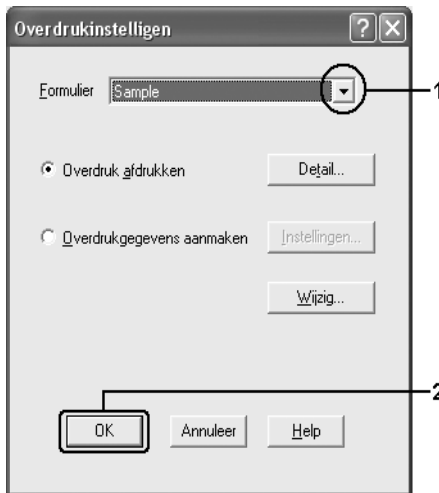 Overdrukinstelligen
Formulier Sample 1
Overdruk afdrukken Detail...
Overdrukgegevens aanmaken Instellingen...
Wijzig...
2
OK Annuleer Help